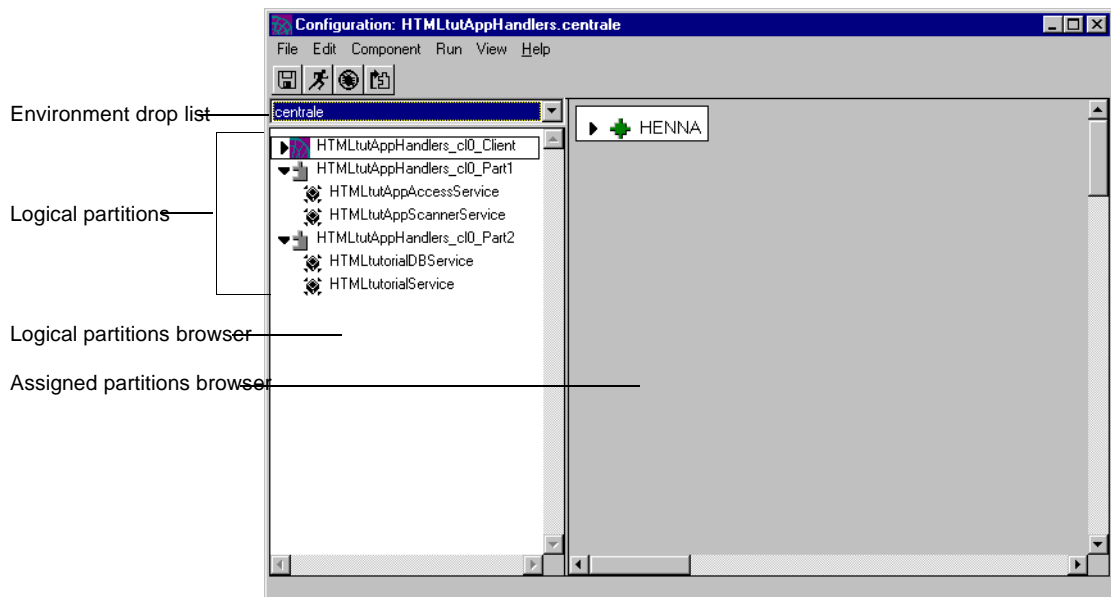 Configuration: HTMLtutAppHandlers.centrale
File Edit Component Run View Help
Environment drop list
centrale
HENNA
HTMLtutAppHandlers_cl0_Client
HTMLtutAppHandlers_cl0_Part1
HTMLtutAppAccessService
Logical partitions
HTMLtutAppScannerService
HTMLtutAppHandlers_cl0_Part2
HTMLtutorialDBService
HTMLtutorialService
Logical partitions browser
Assigned partitions browser